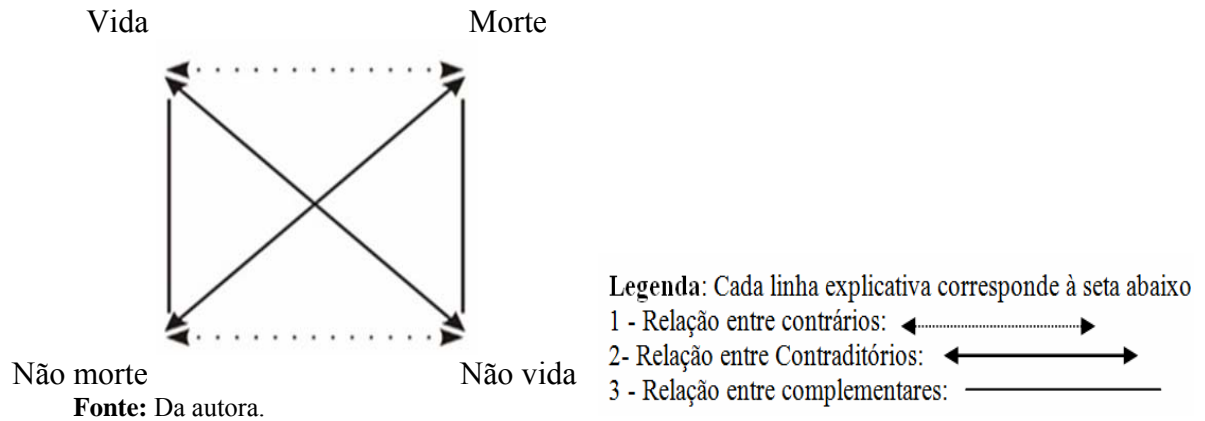 Vida
Morte
Não morte
Não vida
Fonte: Da autora.
Legenda: Cada linha explicativa corresponde à seta abaixo
1 - Relação entre contrários:
2- Relação entre Contraditórios:
3 - Relação entre complementares: